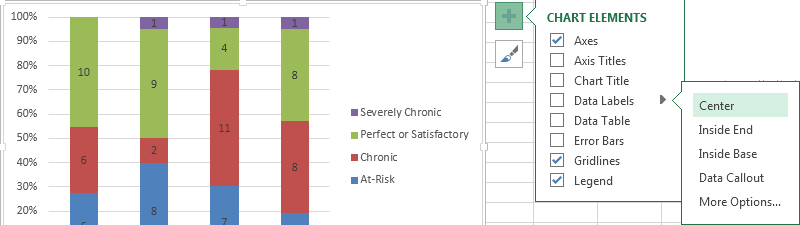 100%
90%
80%
70%
60%
50%
40%
30%
20%
1
1
1
10
9
4
8
6
2
11
8
8
7
Severely Chronic
Perfect or Satisfactory
Chronic
At-Risk
CHART ELEMENTS
Axes
Axis Titles
Chart Title
Data Labels
Data Table
Error Bars
Gridlines
Legend
Center
Inside End
Inside Base
Data Callout
More Options...